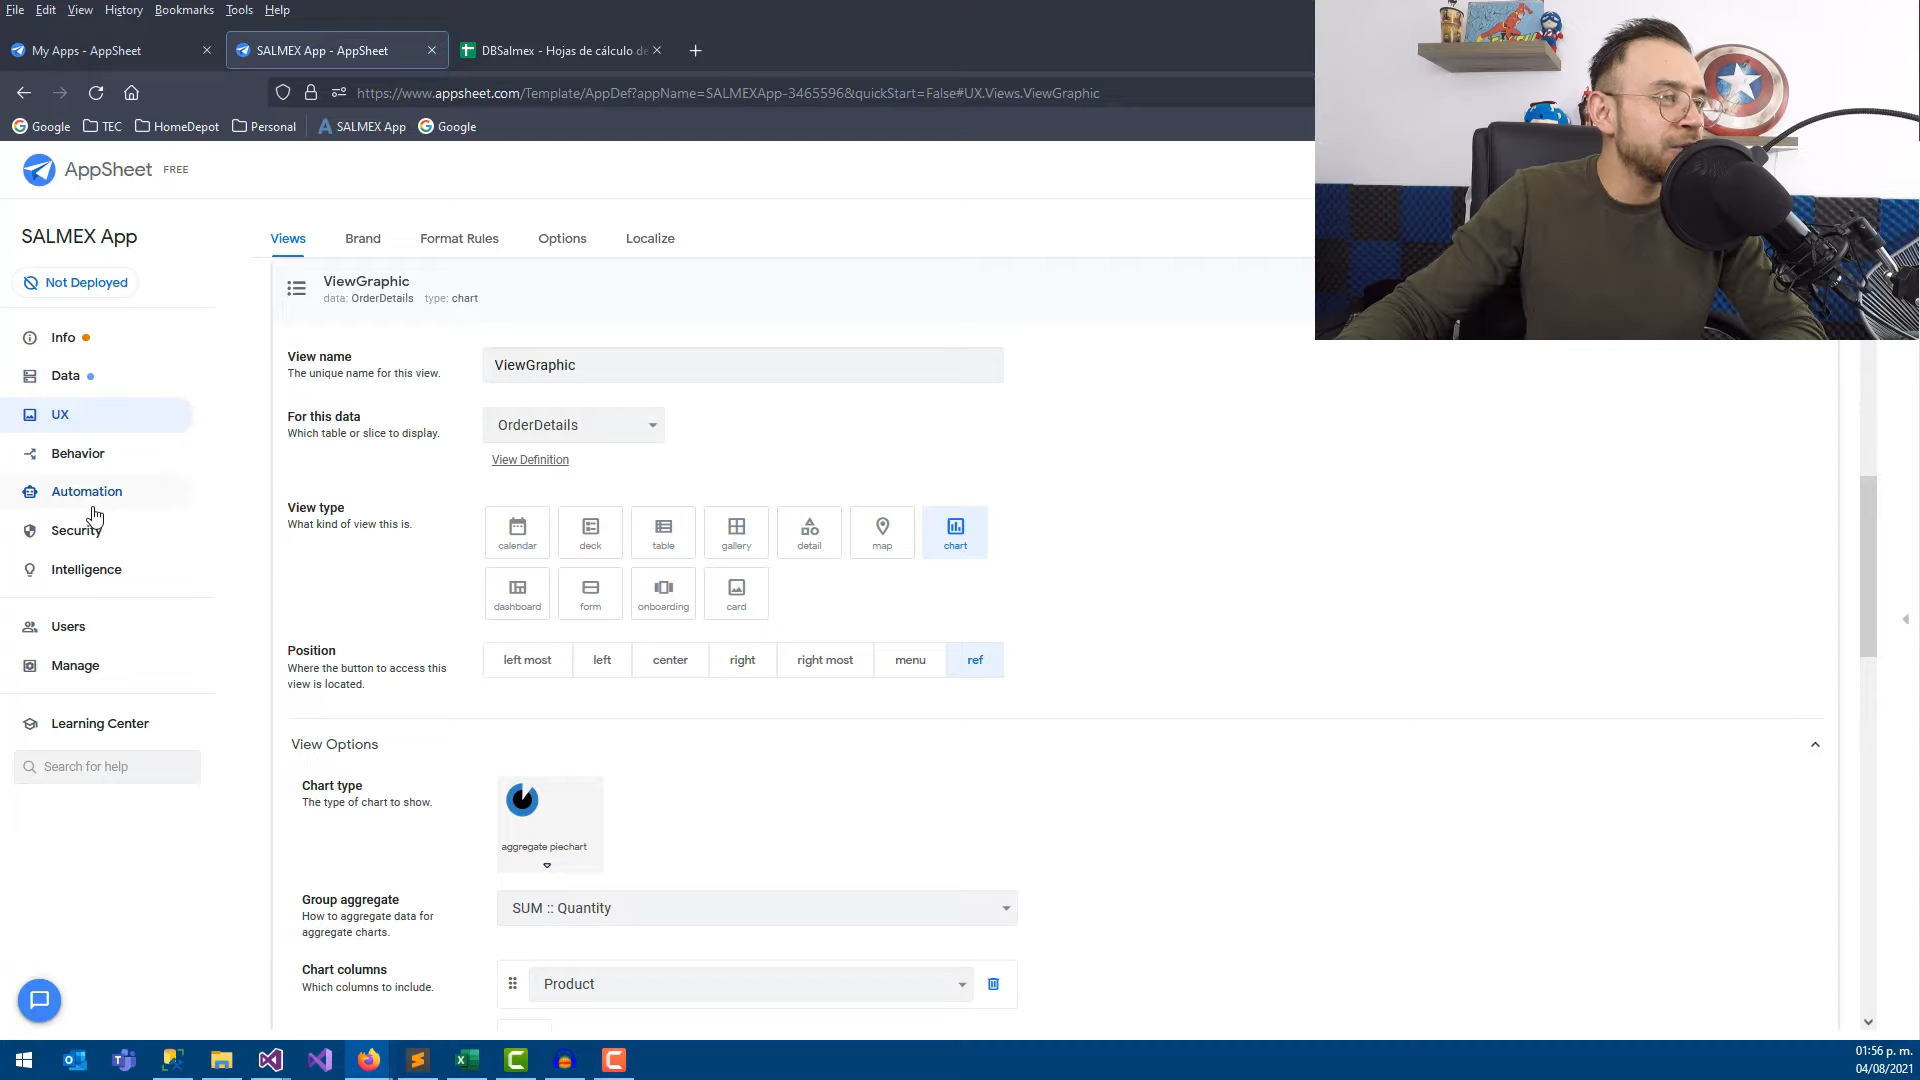 File Edit View History Bookmarks Tools Help
My Apps - AppSheet
SALMEX App - AppSheet
DBSalmex - Hojas de cálculo de
https://www.appsheet.com/Template/AppDef?appName=SALMEXApp-3465596&quickStart=False#UX.Views.ViewGraphic
Google TEC HomeDepot Personal SALMEX App Google
AppSheet FREE
SALMEX App
Not Deployed
Info
Data
UX
Behavior
Automation
Security
Intelligence
Users
Manage
Learning Center
Search for help
Views Brand Format Rules Options Localize
ViewGraphic
data: OrderDetails type: chart
View name
The unique name for this view.
ViewGraphic
For this data
Which table or slice to display.
OrderDetails
View Definition
View type
What kind of view this is.
calendar deck table gallery detail map chart
dashboard form onboarding card
Position
Where the button to access this
view is located.
left most left center right right most menu ref
View Options
Chart type
The type of chart to show.
aggregate piechart
Group aggregate
How to aggregate data for
aggregate charts.
SUM :: Quantity
Chart columns
Which columns to include.
Product
01:56 p. m.
04/08/2021